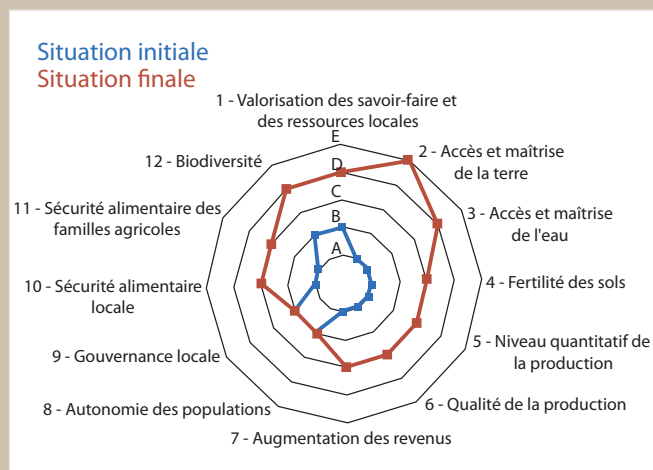 Situation initiale
Situation finale
1 - Valorisation des savoir-faire et
des ressources locales
E
D
C
B
A
2 - Accès et maîtrise
de la terre
3 - Accès et maîtrise
de l'eau
4 - Fertilité des sols
5 - Niveau quantitatif de
la production
6 - Qualité de la production
7 - Augmentation des revenus
8 - Autonomie des populations
9 - Gouvernance locale
10 - Sécurité alimentaire
locale
11 - Sécurité alimentaire des
familles agricoles
12 - Biodiversité